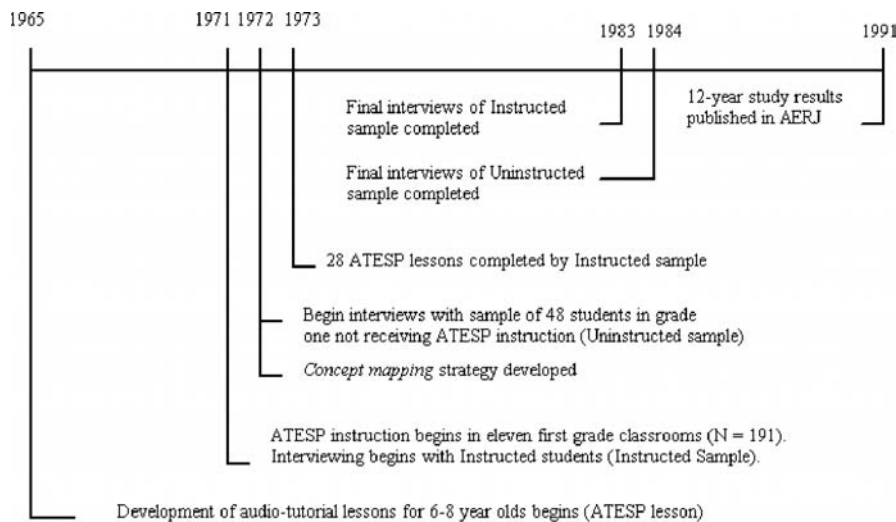 1965
1971 1972 1973
1983 1984
1991
Final interviews of Instructed
sample completed
12-year study results
published in AERJ
Final interviews of Uninstructed
sample completed
28 ATESP lessons completed by Instructed sample
Begin interviews with sample of 48 students in grade
one not receiving ATESP instruction (Uninstructed sample)
Concept mapping strategy developed
ATESP instruction begins in eleven first grade classrooms (N = 191).
Interviewing begins with Instructed students (Instructed Sample).
Development of audio-tutorial lessons for 6-8 year olds begins (ATESP lesson)